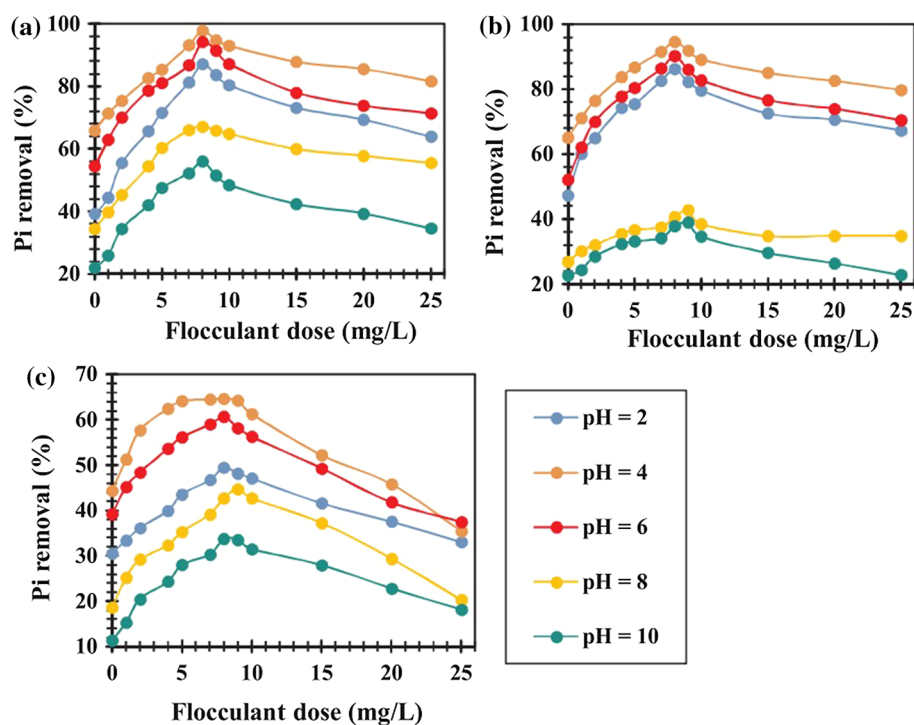 (a)
100
80
60
40
20
Pi removal (%)
0 5 10 15 20 25
Flocculant dose (mg/L)
(b)
100
80
60
40
20
Pi removal (%)
0 5 10 15 20 25
Flocculant dose (mg/L)
(c)
70
60
50
40
30
20
10
Pi removal (%)
0 5 10 15 20 25
Flocculant dose (mg/L)
pH = 2
pH = 4
pH = 6
pH = 8
pH = 10